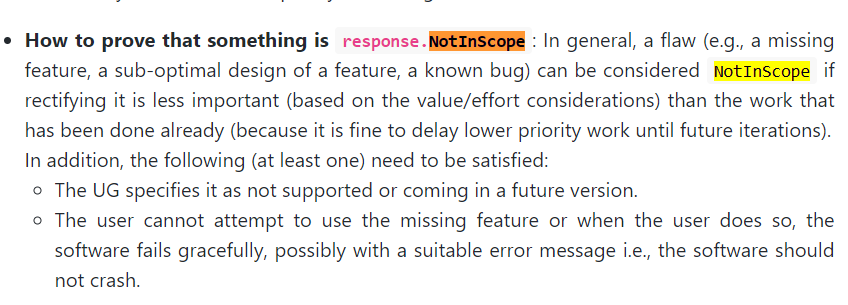 • How to prove that something is response.NotInScope : In general, a flaw (e.g., a missing
feature, a sub-optimal design of a feature, a known bug) can be considered NotInScope if
rectifying it is less important (based on the value/effort considerations) than the work that
has been done already (because it is fine to delay lower priority work until future iterations).
In addition, the following (at least one) need to be satisfied:
○ The UG specifies it as not supported or coming in a future version.
○ The user cannot attempt to use the missing feature or when the user does so, the
software fails gracefully, possibly with a suitable error message i.e., the software should
not crash.